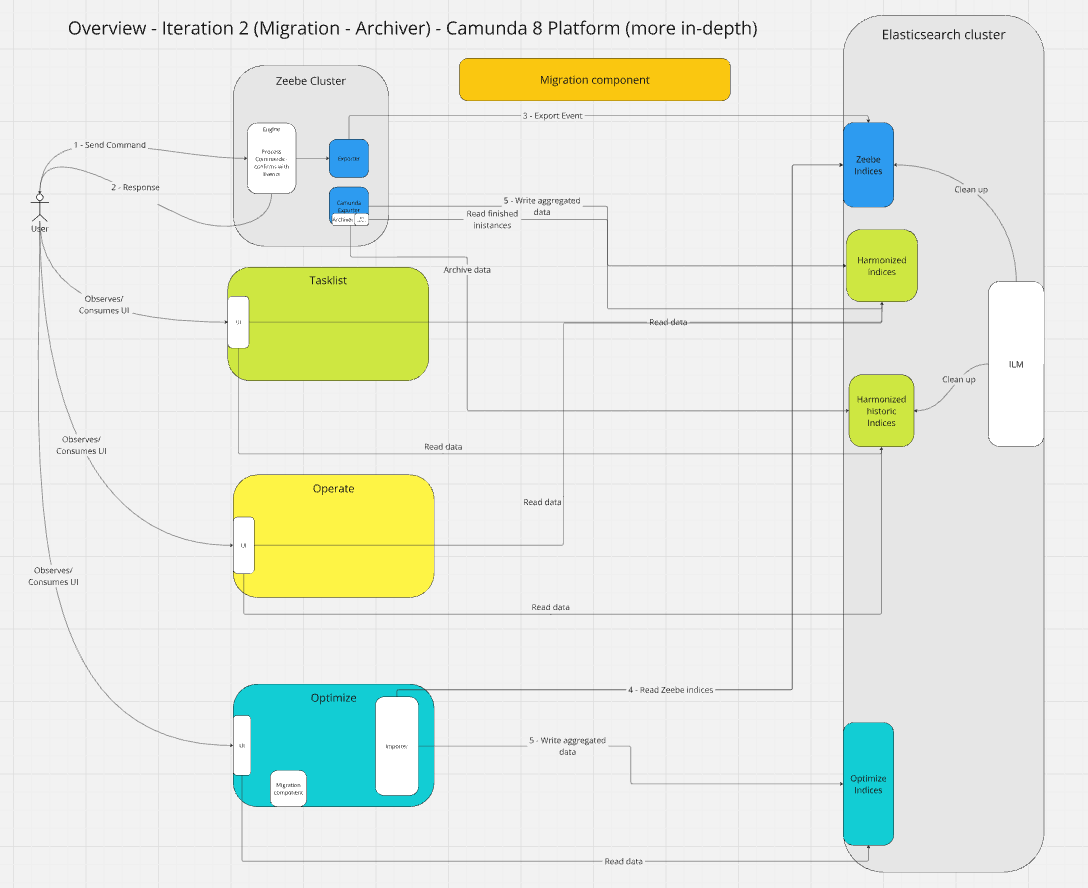 Overview - Iteration 2 (Migration - Archiver) - Camunda 8 Platform (more in-depth)
Elasticsearch cluster
Zeebe Cluster
Migration component
3 - Export Event
Engine
Process
Commands -
confirms with
Events
Exporter
Zeebe
Indices
1 - Send Command
2 - Response
User
Camunda
Exporter
Archiver
5 - Write aggregated
data
Read finished
inistances
Clean up
Archive data
Harmonized
indices
Tasklist
UI
Observes/
Consumes UI
Read data
ILM
Clean up
Harmonized
historic
Indices
Read data
Observes/
Consumes UI
Operate
UI
Read data
Observes/
Consumes UI
Read data
Optimize
UI
Importer
Migration
component
4 - Read Zeebe indices
5 - Write aggregated
data
Optimize
Indices
Read data